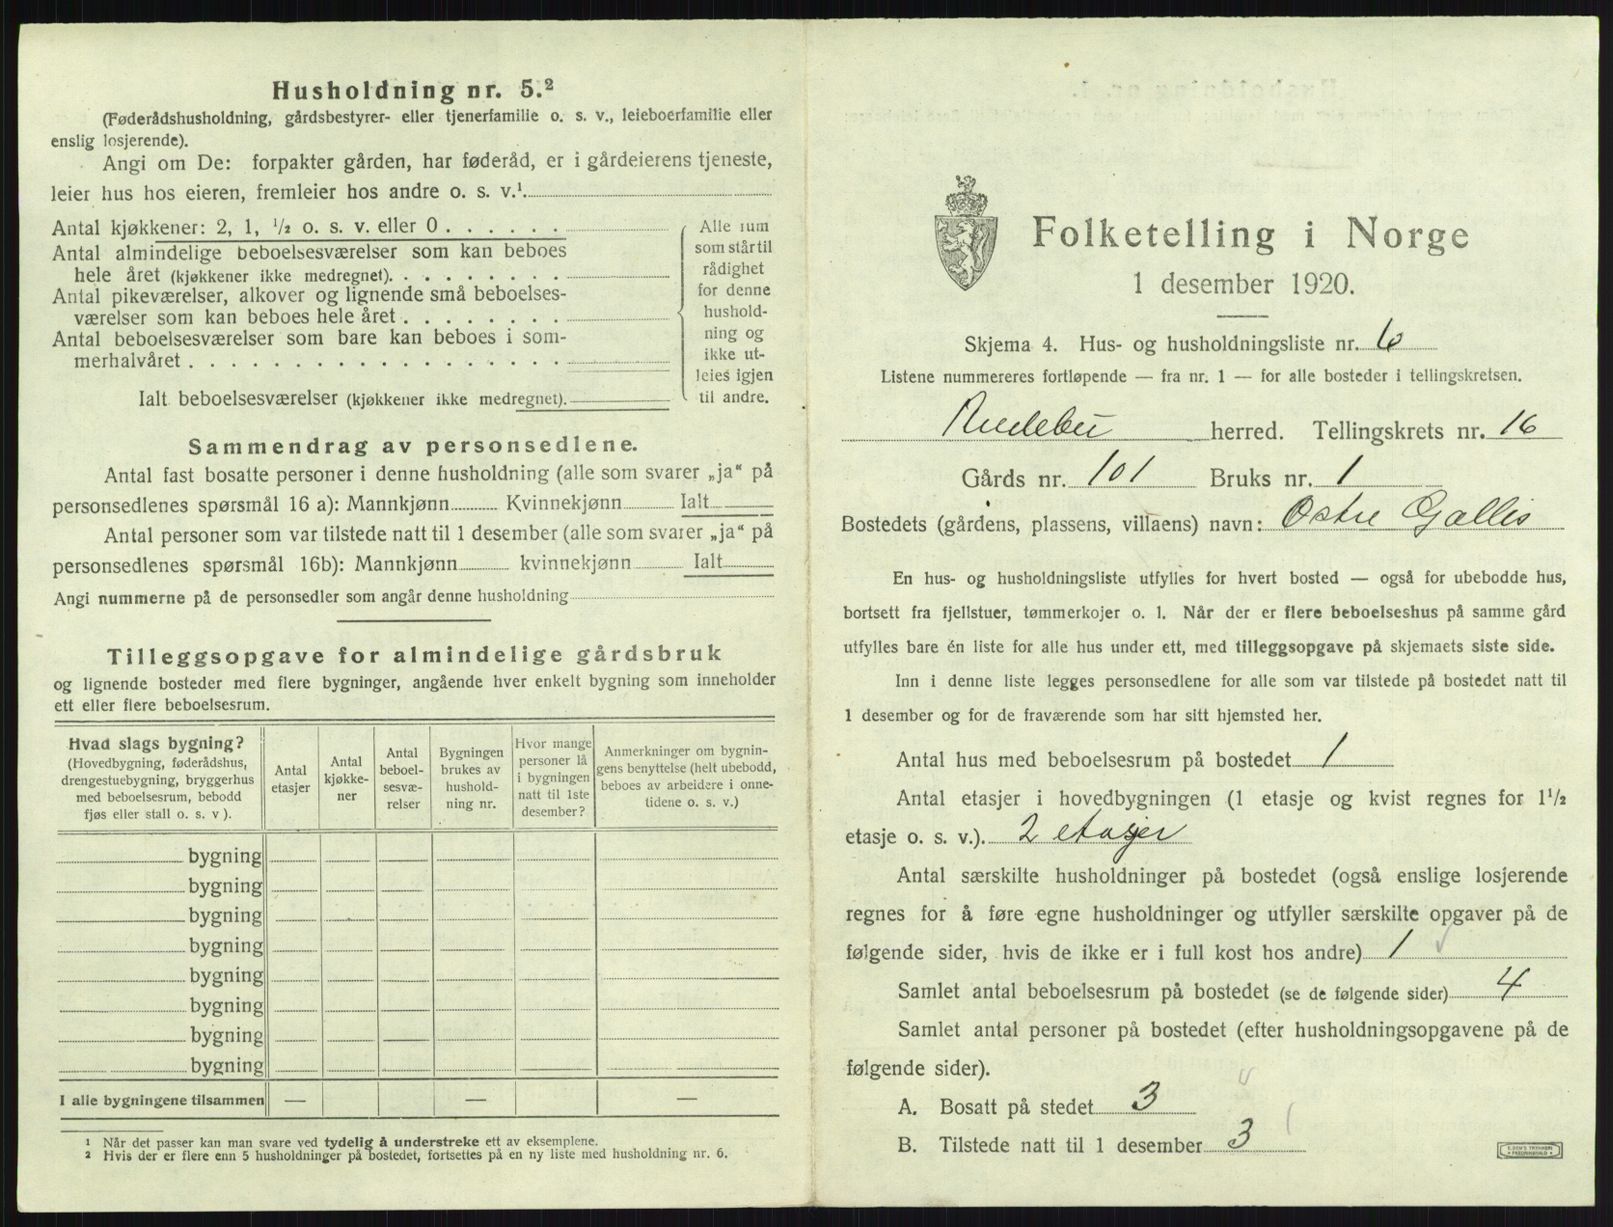 Husholdning nr. 5.²
(Føderådshusholdning, gårdsbestyrer- eller tjenerfamilie o. s. v., leieboerfamilie eller
enslig losjerende).
Angi om De: forpakter gården, har føderåd, er i gårdeierens tjeneste,
leier hus hos eieren, fremleier hos andre o. s. v.¹
Antal kjøkkener: 2, 1, ½ o. s. v. eller 0
Antal almindelige beboelsesværelser som kan beboes
hele året (kjøkkener ikke medregnet).
Antal pikeværelser, alkover og lignende små beboelses-
værelser som kan beboes hele året
Antal beboelsesværelser som bare kan beboes i som-
merhalvåret
Ialt beboelsesværelser (kjøkkener ikke medregnet).
Alle rum
som står til
rådighet
for denne
hushold-
ning og
ikke ut-
leies igjen
til andre.
Sammendrag av personsedlene.
Antal fast bosatte personer i denne husholdning (alle som svarer „ja“ på
personsedlenes spørsmål 16 a): Mannkjønn Kvinnekjønn Ialt
Antal personer som var tilstede natt til 1 desember (alle som svarer „ja“ på
personsedlenes spørsmål 16b): Mannkjønn kvinnekjønn Ialt
Angi nummerne på de personsedler som angår denne husholdning
Tilleggsopgave for almindelige gårdsbruk
og lignende bosteder med flere bygninger, angående hver enkelt bygning som inneholder
ett eller flere beboelsesrum.
Hvad slags bygning?
(Hovedbygning, føderådshus,
drengestuebygning, bryggerhus
med beboelsesrum, bebodd
fjøs eller stall o. s. v ).
Antal
etasjer
Antal
kjøkke-
ner
Antal
beboel-
sesvæ-
relser
Bygningen
brukes av
hushold-
ning nr.
Hvor mange
personer lå
i bygningen
natt til 1ste
desember?
Anmerkninger om bygnin-
gens benyttelse (helt ubebodd,
beboes av arbeidere i onne-
tidene o. s. v.)
bygning
bygning
bygning
bygning
bygning
bygning
bygning
bygning
I alle bygningene tilsammen — — —
¹ Når det passer kan man svare ved tydelig å understreke ett av eksemplene.
² Hvis der er flere enn 5 husholdninger på bostedet, fortsettes på en ny liste med husholdning nr. 6.
Folketelling i Norge
1 desember 1920.
Skjema 4. Hus- og husholdningsliste nr. 6
Listene nummereres fortløpende — fra nr. 1 — for alle bosteder i tellingskretsen.
Andebu herred. Tellingskrets nr. 16
Gårds nr. 101 Bruks nr. 1
Bostedets (gårdens, plassens, villaens) navn: Østre Gallis
En hus- og husholdningsliste utfylles for hvert bosted — også for ubebodde hus,
bortsett fra fjellstuer, tømmerkojer o. l. Når der er flere beboelseshus på samme gård
utfylles bare én liste for alle hus under ett, med tilleggsopgave på skjemaets siste side.
Inn i denne liste legges personsedlene for alle som var tilstede på bostedet natt til
1 desember og for de fraværende som har sitt hjemsted her.
Antal hus med beboelsesrum på bostedet 1
Antal etasjer i hovedbygningen (1 etasje og kvist regnes for 1½
etasje o. s. v.). 2 etasjer
Antal særskilte husholdninger på bostedet (også enslige losjerende
regnes for å føre egne husholdninger og utfyller særskilte opgaver på de
følgende sider, hvis de ikke er i full kost hos andre) 1
Samlet antal beboelsesrum på bostedet (se de følgende sider) 4
Samlet antal personer på bostedet (efter husholdningsopgavene på de
følgende sider).
A. Bosatt på stedet 3
B. Tilstede natt til 1 desember 3